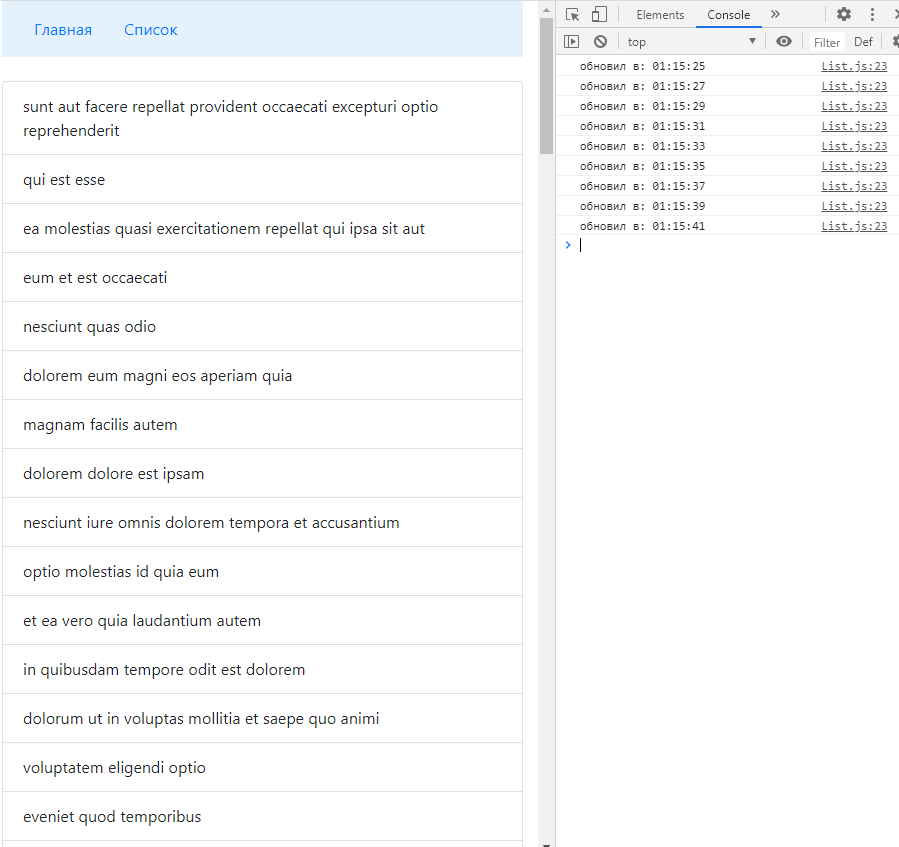 Главная Список
sunt aut facere repellat provident occaecati excepturi optio
reprehenderit
qui est esse
ea molestias quasi exercitationem repellat qui ipsa sit aut
eum et est occaecati
nesciunt quas odio
dolorem eum magni eos aperiam quia
magnam facilis autem
dolorem dolore est ipsam
nesciunt iure omnis dolorem tempora et accusantium
optio molestias id quia eum
et ea vero quia laudantium autem
in quibusdam tempore odit est dolorem
dolorum ut in voluptas mollitia et saepe quo animi
voluptatem eligendi optio
eveniet quod temporibus
Elements Console
top Filter Def
обновил в: 01:15:25 List.js:23
обновил в: 01:15:27 List.js:23
обновил в: 01:15:29 List.js:23
обновил в: 01:15:31 List.js:23
обновил в: 01:15:33 List.js:23
обновил в: 01:15:35 List.js:23
обновил в: 01:15:37 List.js:23
обновил в: 01:15:39 List.js:23
обновил в: 01:15:41 List.js:23